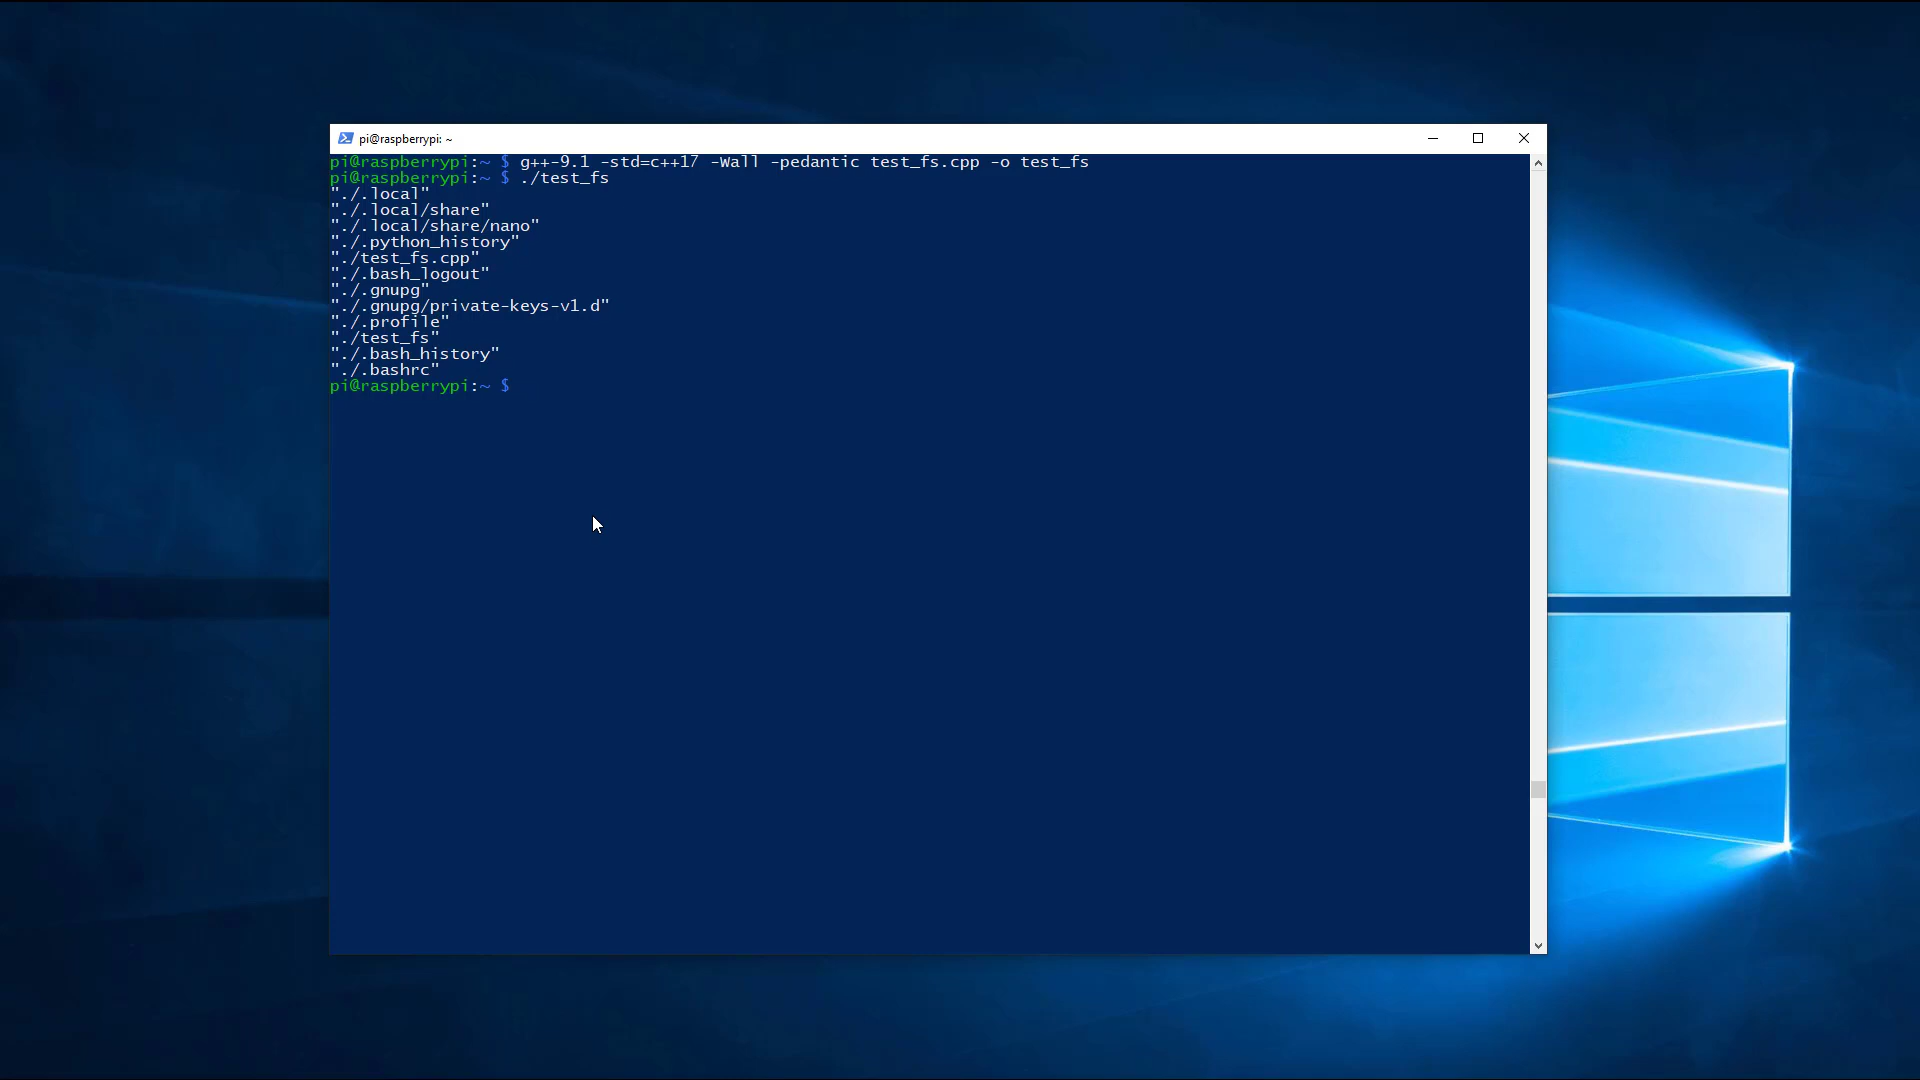 pi@raspberrypi: ~
pi@raspberrypi:~ $ g++-9.1 -std=c++17 -Wall -pedantic test_fs.cpp -o test_fs
pi@raspberrypi:~ $ ./test_fs
"./.local"
"./.local/share"
"./.local/share/nano"
"./.python_history"
"./test_fs.cpp"
"./.bash_logout"
"./.gnupg"
"./.gnupg/private-keys-v1.d"
"./.profile"
"./test_fs"
"./.bash_history"
"./.bashrc"
pi@raspberrypi:~ $